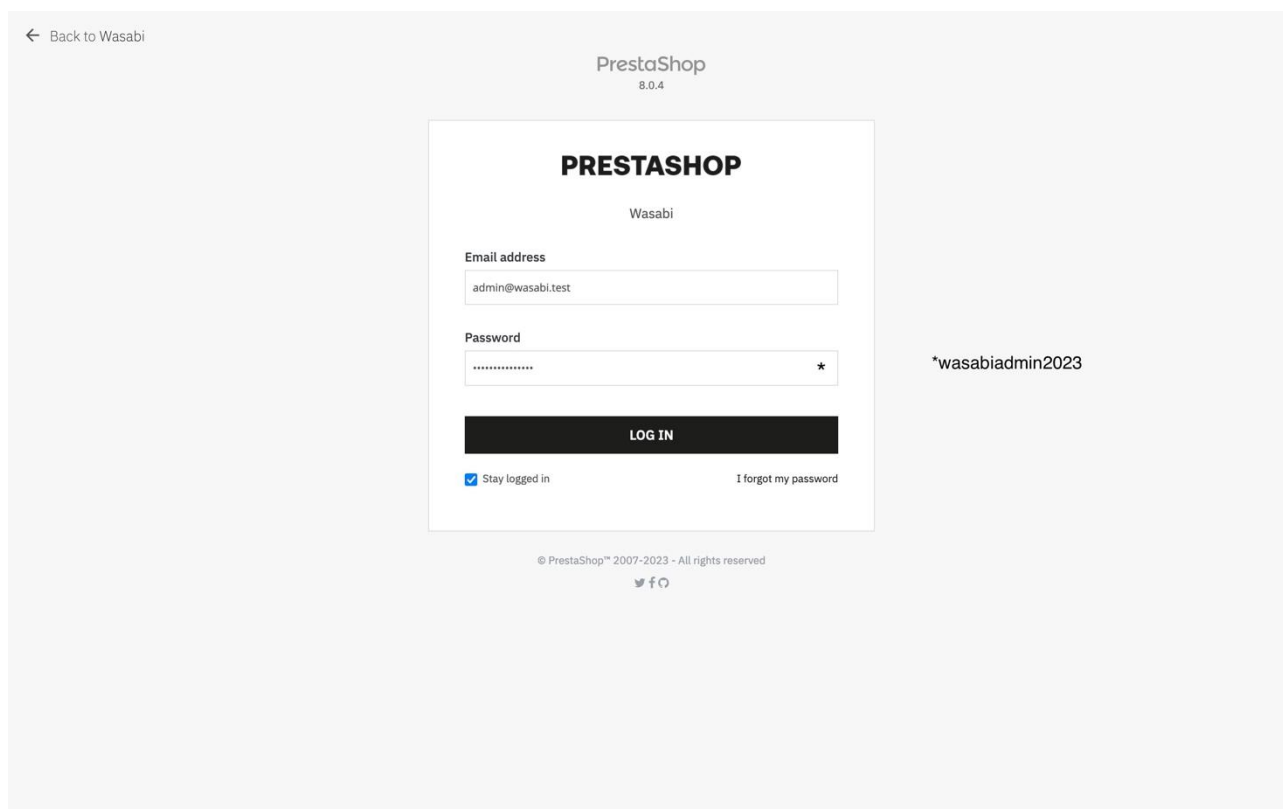 ← Back to Wasabi
PrestaShop
8.0.4
PRESTASHOP
Wasabi
Email address
admin@wasabi.test
Password
••••••••••••••• *
*wasabiadmin2023
LOG IN
Stay logged in
I forgot my password
© PrestaShop™ 2007-2023 - All rights reserved